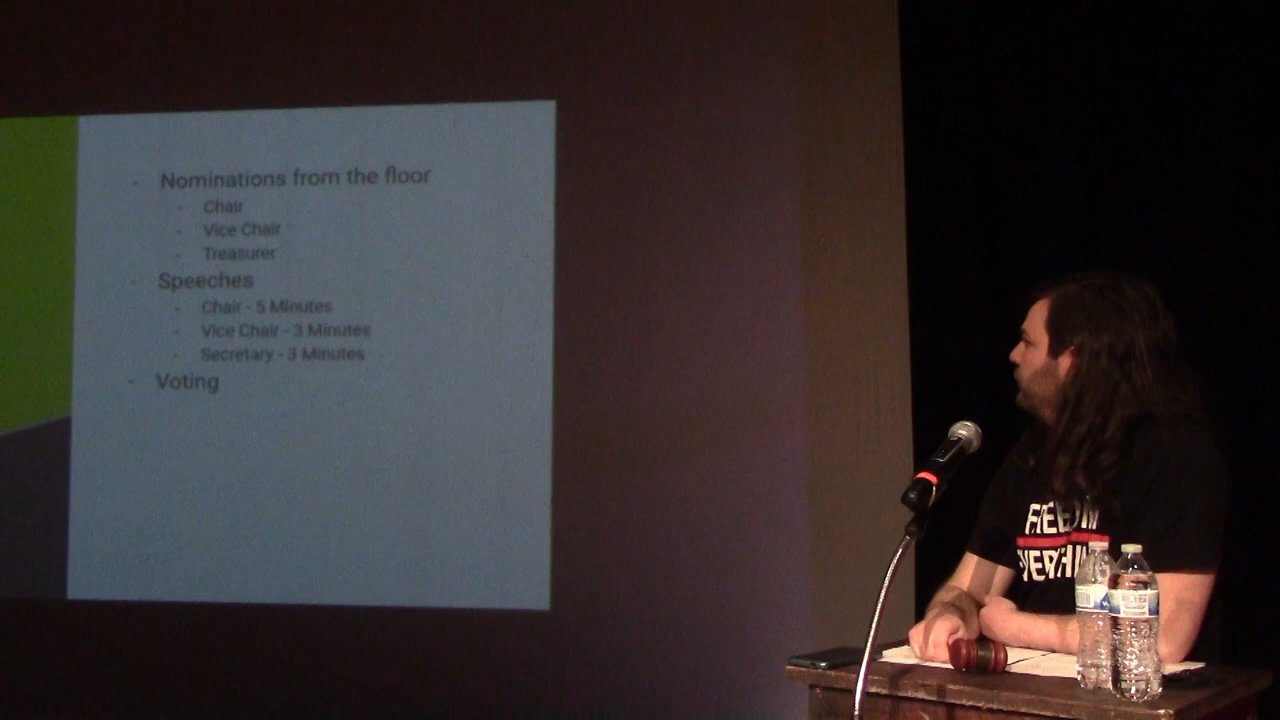 - Nominations from the floor
- Chair
- Vice Chair
- Treasurer
- Speeches
- Chair - 5 Minutes
- Vice Chair - 3 Minutes
- Secretary - 3 Minutes
- Voting
FREEDOM